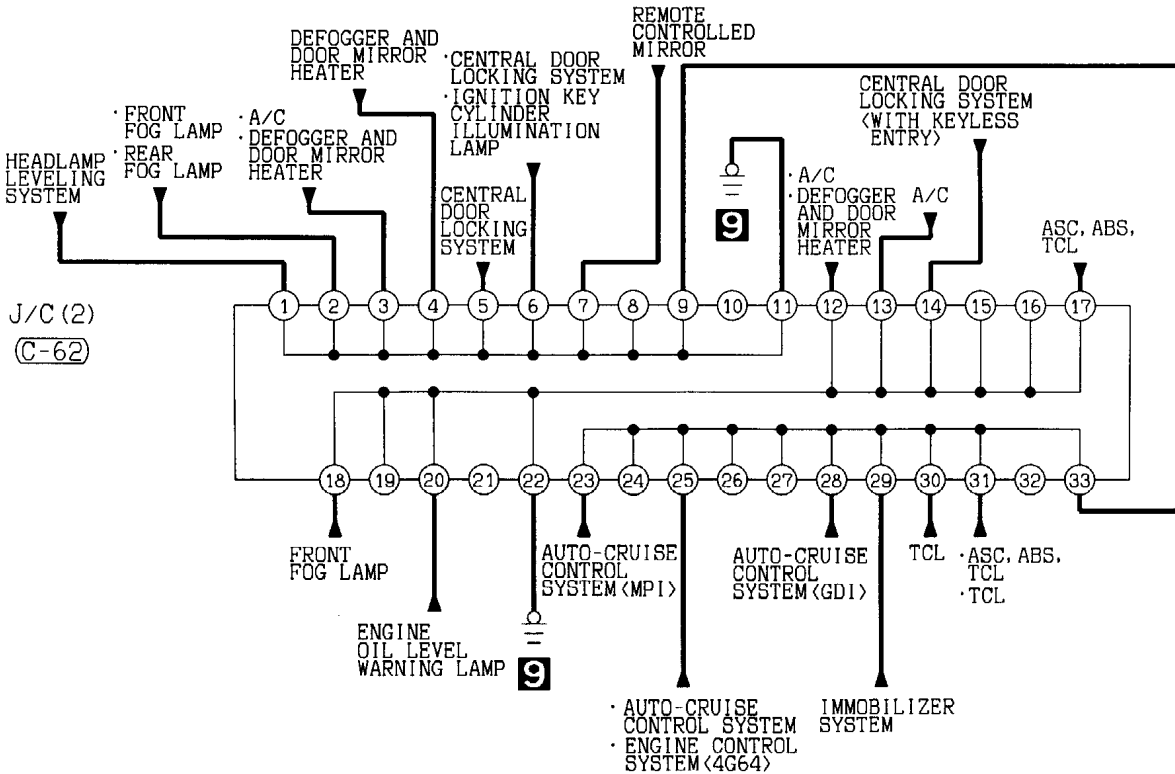 REMOTE
CONTROLLED
MIRROR
DEFOGGER AND
DOOR MIRROR
HEATER
·CENTRAL DOOR
LOCKING SYSTEM
·IGNITION KEY
CYLINDER
ILLUMINATION
LAMP
CENTRAL DOOR
LOCKING SYSTEM
<WITH KEYLESS
ENTRY>
·FRONT
FOG LAMP
·REAR
FOG LAMP
·A/C
·DEFOGGER AND
DOOR MIRROR
HEATER
HEADLAMP
LEVELING
SYSTEM
CENTRAL
DOOR
LOCKING
SYSTEM
9
·A/C
·DEFOGGER
AND DOOR
MIRROR
HEATER
A/C
ASC, ABS,
TCL
1 2 3 4 5 6 7 8 9 10 11 12 13 14 15 16 17
J/C (2)
C-62
18 19 20 21 22 23 24 25 26 27 28 29 30 31 32 33
FRONT
FOG LAMP
ENGINE
OIL LEVEL
WARNING LAMP
9
AUTO-CRUISE
CONTROL
SYSTEM<MPI>
·AUTO-CRUISE
CONTROL SYSTEM
·ENGINE CONTROL
SYSTEM<4G64>
AUTO-CRUISE
CONTROL
SYSTEM<GDI>
IMMOBILIZER
SYSTEM
TCL
·ASC, ABS,
TCL
·TCL